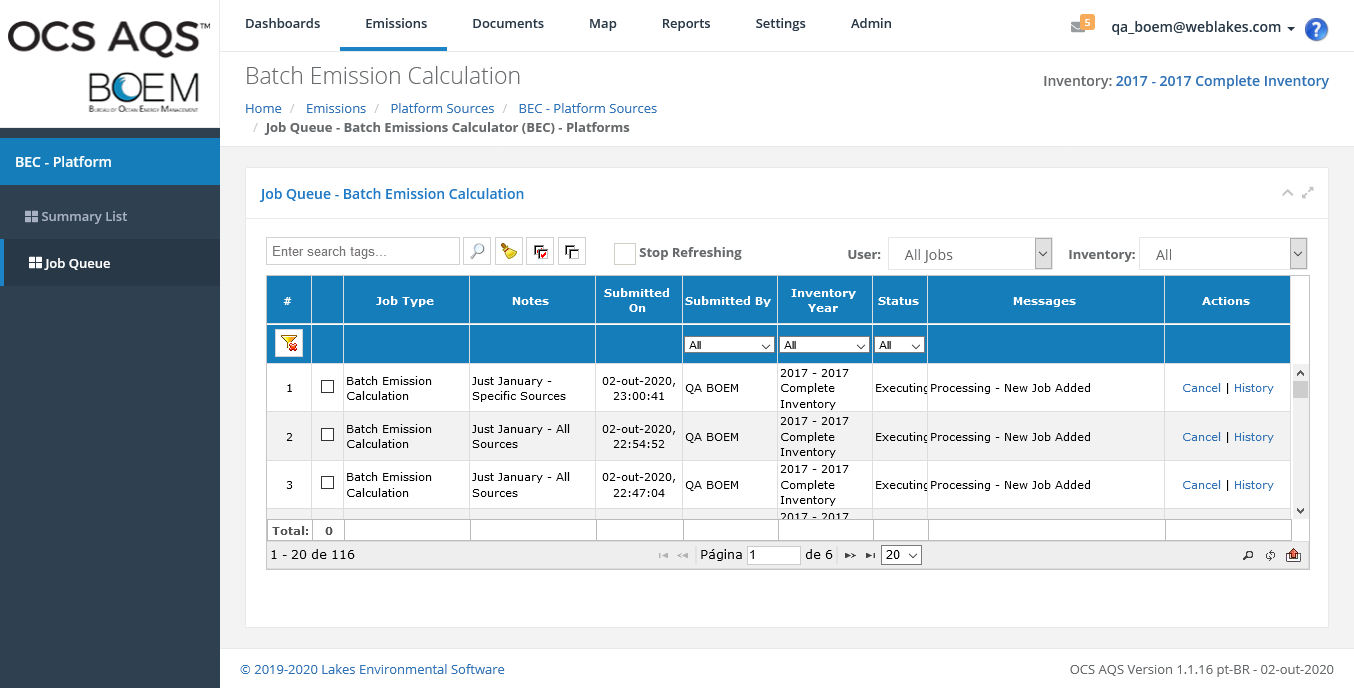 OCS AQS™
BOEM
Bureau of Ocean Energy Management
Dashboards Emissions Documents Map Reports Settings Admin
5 qa_boem@weblakes.com ?
Batch Emission Calculation
Inventory: 2017 - 2017 Complete Inventory
Home / Emissions / Platform Sources / BEC - Platform Sources
/ Job Queue - Batch Emissions Calculator (BEC) - Platforms
BEC - Platform
Summary List
Job Queue
Job Queue - Batch Emission Calculation
Enter search tags... Stop Refreshing User: All Jobs Inventory: All
# Job Type Notes Submitted On Submitted By Inventory Year Status Messages Actions
All All All
1 Batch Emission Calculation Just January - Specific Sources 02-out-2020, 23:00:41 QA BOEM 2017 - 2017 Complete Inventory Executing Processing - New Job Added Cancel | History
2 Batch Emission Calculation Just January - All Sources 02-out-2020, 22:54:52 QA BOEM 2017 - 2017 Complete Inventory Executing Processing - New Job Added Cancel | History
3 Batch Emission Calculation Just January - All Sources 02-out-2020, 22:47:04 QA BOEM 2017 - 2017 Complete Inventory Executing Processing - New Job Added Cancel | History
2017 - 2017
Total: 0
1 - 20 de 116 Página 1 de 6 20
© 2019-2020 Lakes Environmental Software
OCS AQS Version 1.1.16 pt-BR - 02-out-2020